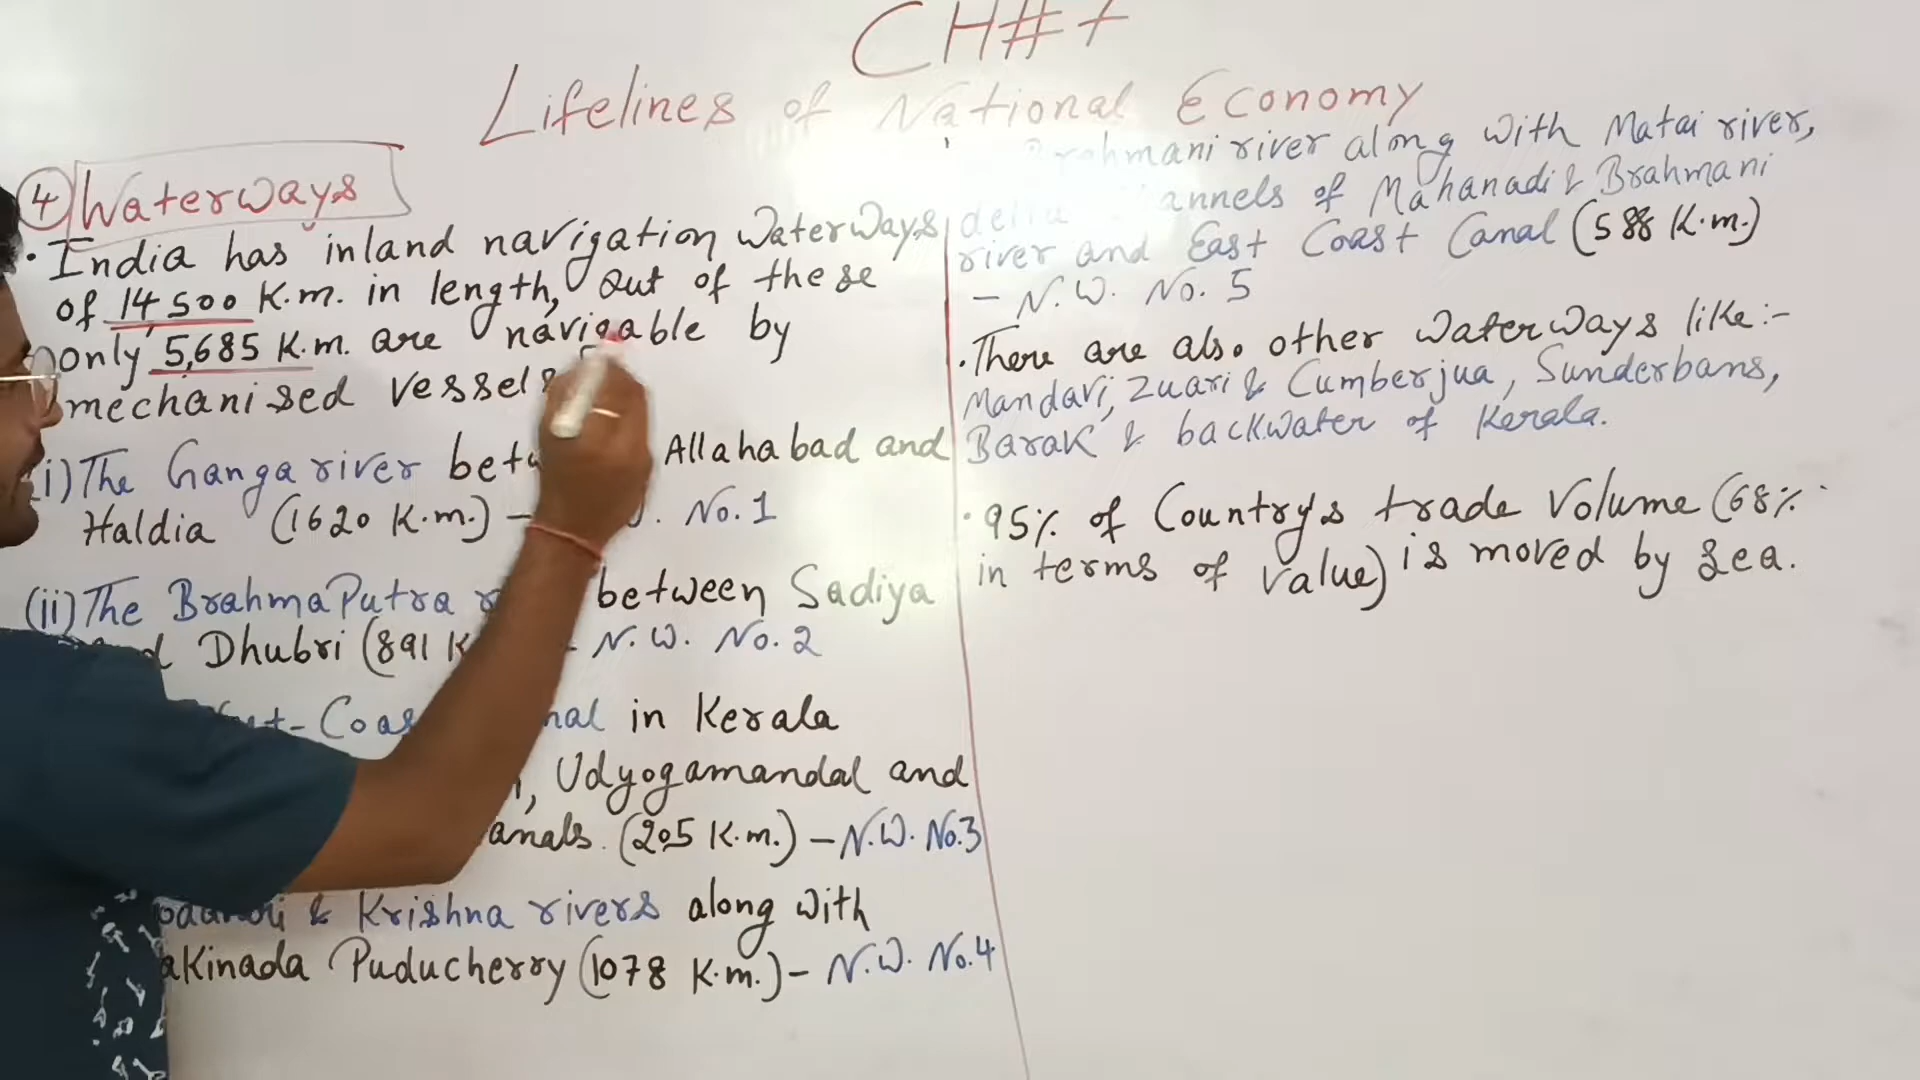 CH#7
Lifelines of National Economy
4 Waterways
• India has inland navigation waterways
of 14,500 K.m. in length, out of these
only 5,685 K.m. are navigable by
mechanised vessels
(i) The Ganga river Allahabad and
Haldia (1620 K.m.) – No. 1
(ii) The BrahmaPutra between Sadiya
Dhubri (891 – N.W. No. 2
in Kerala
Udyogamandal and
(205 K.m.) – N.W. No.3
& Krishna rivers along with
Puducherry (1078 K.m.) – N.W. No.4
river along with Matai river,
delta of Mahanadi & Brahmani
river and East Coast Canal (588 K.m.)
– N.W. No. 5
• There are also other waterways like:-
Mandavi, Zuari & Cumberjua, Sunderbans,
Barak & backwater of Kerala.
• 95% of Country's trade Volume (68%
in terms of value) is moved by sea.